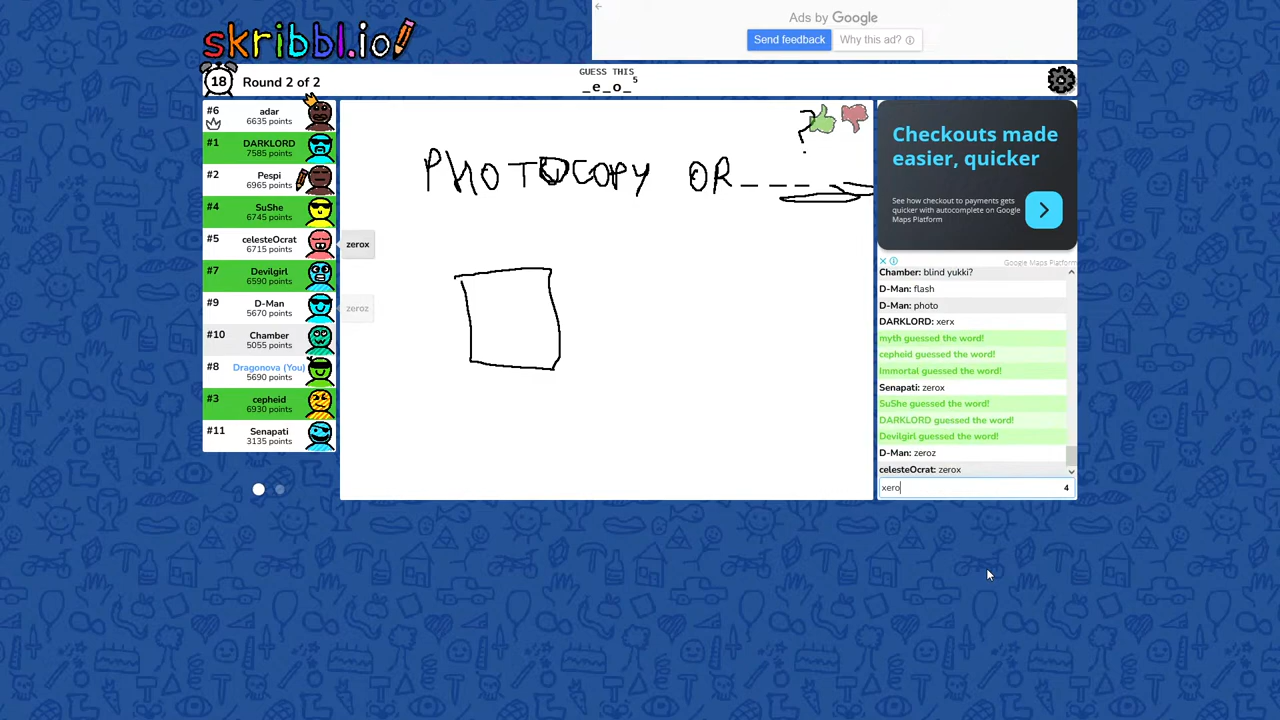 Ads by Google
Send feedback
Why this ad?
skribbl.io
18
Round 2 of 2
GUESS THIS
_e_o_ 5
#6 adar
6635 points
#1 DARKLORD
7585 points
#2 Pespi
6965 points
#4 SuShe
6745 points
#5 celesteOcrat
6715 points
zerox
#7 Devilgirl
6590 points
#9 D-Man
5670 points
zeroz
#10 Chamber
5055 points
#8 Dragonova (You)
5690 points
#3 cepheid
6930 points
#11 Senapati
3135 points
PHOTOCOPY OR _ _ _ _ _
?
Checkouts made
easier, quicker
See how checkout to payments gets
quicker with autocomplete on Google
Maps Platform
Google Maps Platform
Chamber: blind yukki?
D-Man: flash
D-Man: photo
DARKLORD: xerx
myth guessed the word!
cepheid guessed the word!
Immortal guessed the word!
Senapati: zerox
SuShe guessed the word!
DARKLORD guessed the word!
Devilgirl guessed the word!
D-Man: zeroz
celesteOcrat: zerox
xero 4